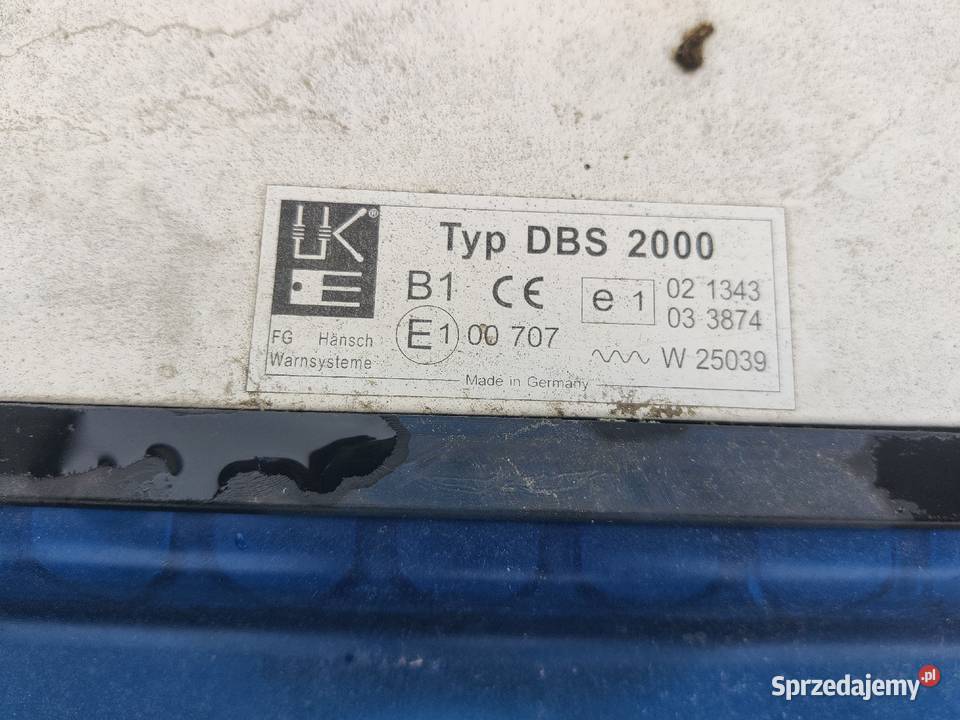 Typ DBS 2000
B1 CE e 1 02 1343
03 3874
E1 00 707
W 25039
FG Hänsch
Warnsysteme
Made in Germany
Sprzedajemy.pl